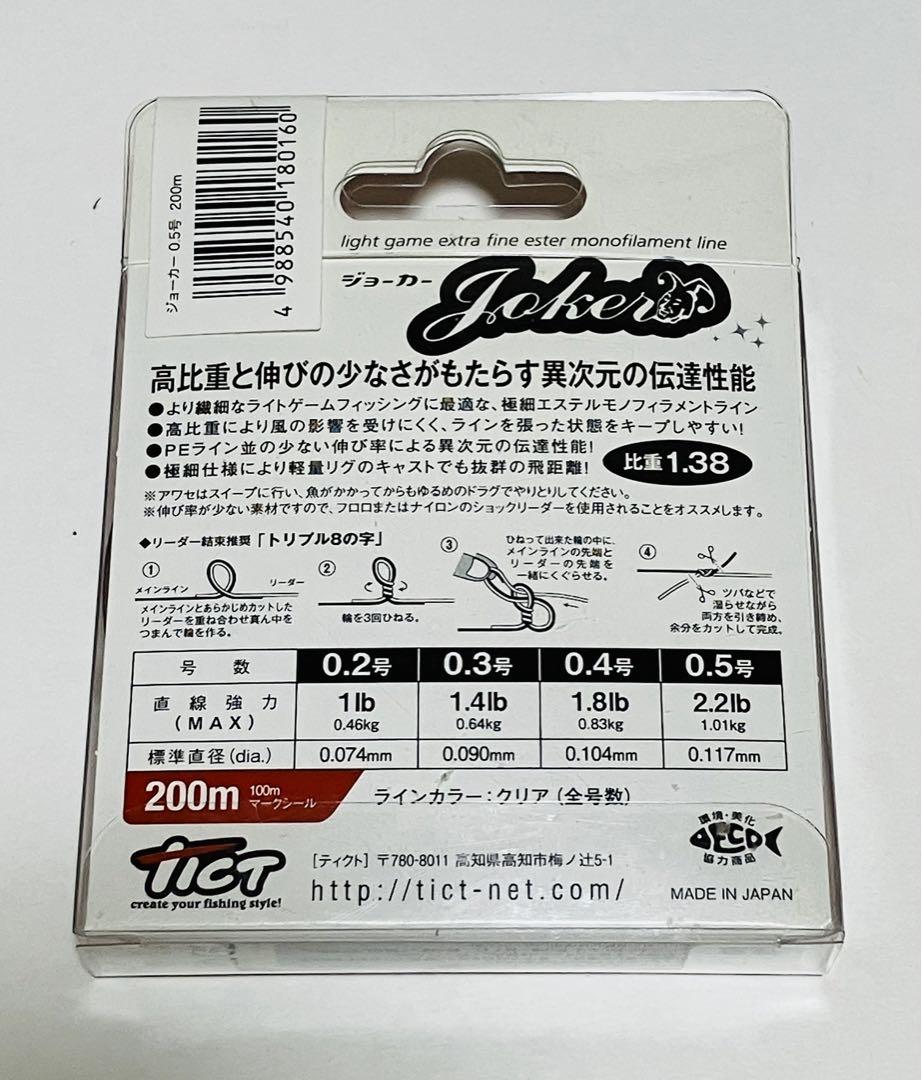 ジョーカー 0.5号 200m
4 988540 180160
light game extra fine ester monofilament line
ジョーカー
Joker
高比重と伸びの少なさがもたらす異次元の伝達性能
●より繊細なライトゲームフィッシングに最適な、極細エステルモノフィラメントライン
●高比重により風の影響を受けにくく、ラインを張った状態をキープしやすい!
●PEライン並の少ない伸び率による異次元の伝達性能!
●極細仕様により軽量リグのキャストでも抜群の飛距離!
比重1.38
※アワセはスイープに行い、魚がかかってからもゆるめのドラグでやりとりしてください。
※伸び率が少ない素材ですので、フロロまたはナイロンのショックリーダーを使用されることをオススメします。
◆リーダー結束推奨「トリプル8の字」
①
メインライン
リーダー
メインラインとあらかじめカットした
リーダーを重ね合わせ真ん中を
つまんで輪を作る。
②
輪を3回ひねる。
③
ひねって出来た輪の中に、
メインラインの先端と
リーダーの先端を
一緒にくぐらせる。
④
ツバなどで
湿らせながら
両方を引き締め、
余分をカットして完成。
号数 0.2号 0.3号 0.4号 0.5号
直線強力 1lb 1.4lb 1.8lb 2.2lb
(MAX) 0.46kg 0.64kg 0.83kg 1.01kg
標準直径(dia.) 0.074mm 0.090mm 0.104mm 0.117mm
200m 100m
マークシール
ラインカラー:クリア(全号数)
環境・美化
DECO
協力商品
TICT
create your fishing style!
[ティクト] 〒780-8011 高知県高知市梅ノ辻5-1
http://tict-net.com/
MADE IN JAPAN